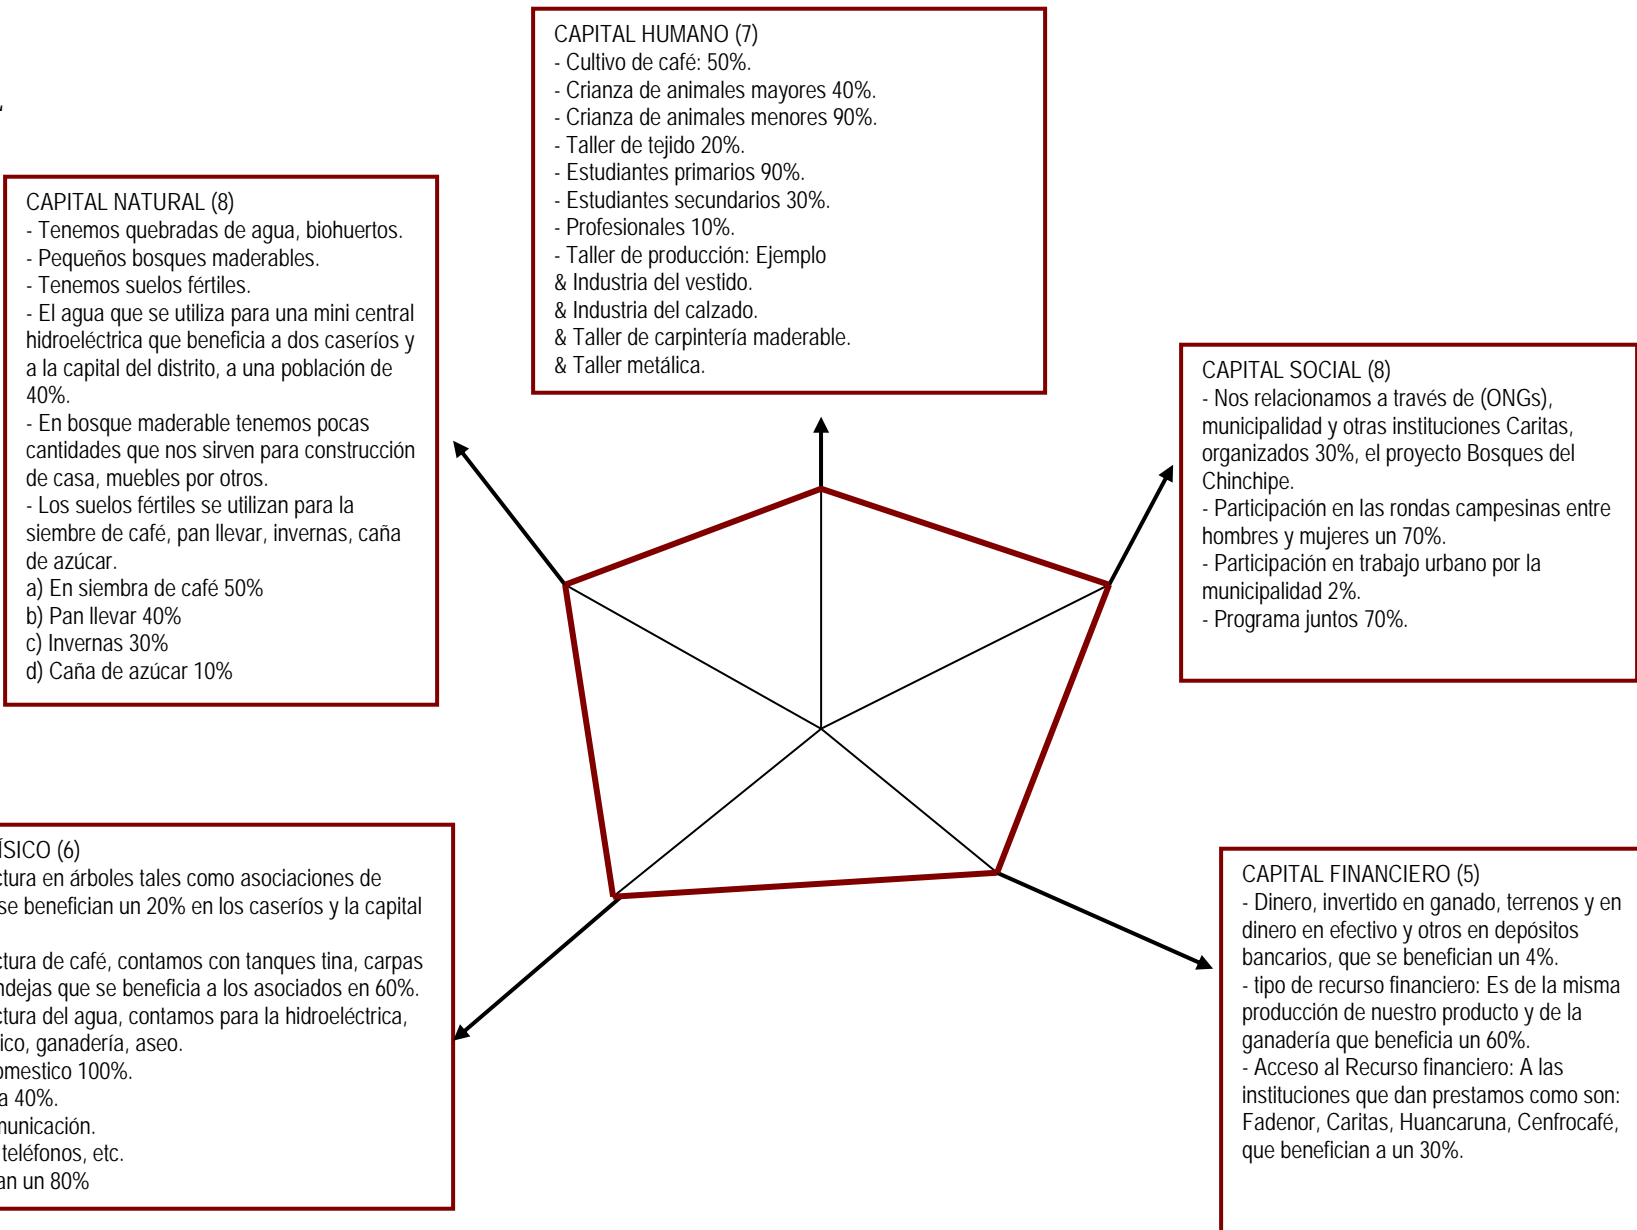 CAPITAL HUMANO (7)
- Cultivo de café: 50%.
- Crianza de animales mayores 40%.
- Crianza de animales menores 90%.
- Taller de tejido 20%.
- Estudiantes primarios 90%.
- Estudiantes secundarios 30%.
- Profesionales 10%.
- Taller de producción: Ejemplo
& Industria del vestido.
& Industria del calzado.
& Taller de carpintería maderable.
& Taller metálica.
CAPITAL NATURAL (8)
- Tenemos quebradas de agua, biohuertos.
- Pequeños bosques maderables.
- Tenemos suelos fértiles.
- El agua que se utiliza para una mini central
hidroeléctrica que beneficia a dos caseríos y
a la capital del distrito, a una población de
40%.
- En bosque maderable tenemos pocas
cantidades que nos sirven para construcción
de casa, muebles por otros.
- Los suelos fértiles se utilizan para la
siembre de café, pan llevar, invernas, caña
de azúcar.
a) En siembra de café 50%
b) Pan llevar 40%
c) Invernas 30%
d) Caña de azúcar 10%
CAPITAL SOCIAL (8)
- Nos relacionamos a través de (ONGs),
municipalidad y otras instituciones Caritas,
organizados 30%, el proyecto Bosques del
Chinchipe.
- Participación en las rondas campesinas entre
hombres y mujeres un 70%.
- Participación en trabajo urbano por la
municipalidad 2%.
- Programa juntos 70%.
ÍSICO (6)
ctura en árboles tales como asociaciones de
se benefician un 20% en los caseríos y la capital
ctura de café, contamos con tanques tina, carpas
ndejas que se beneficia a los asociados en 60%.
ctura del agua, contamos para la hidroeléctrica,
ico, ganadería, aseo.
omestico 100%.
a 40%.
municación.
teléfonos, etc.
an un 80%
CAPITAL FINANCIERO (5)
- Dinero, invertido en ganado, terrenos y en
dinero en efectivo y otros en depósitos
bancarios, que se benefician un 4%.
- tipo de recurso financiero: Es de la misma
producción de nuestro producto y de la
ganadería que beneficia un 60%.
- Acceso al Recurso financiero: A las
instituciones que dan prestamos como son:
Fadenor, Caritas, Huancaruna, Cenfrocafé,
que benefician a un 30%.